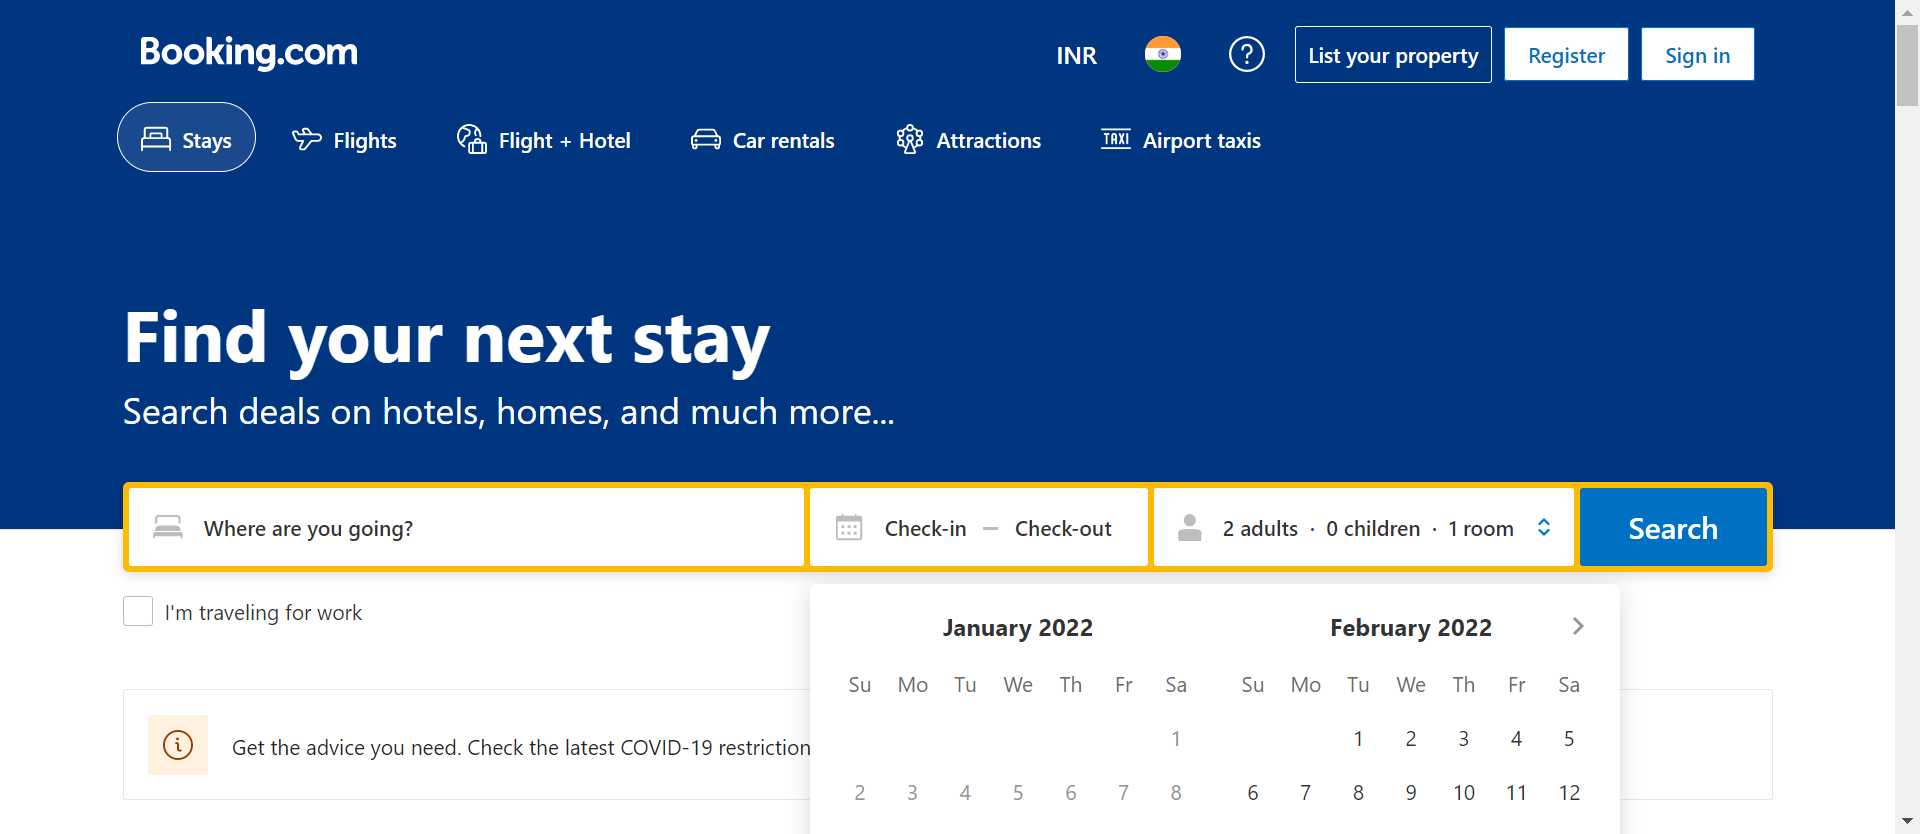 Booking.com
INR
?
List your property
Register
Sign in
Stays
Flights
Flight + Hotel
Car rentals
Attractions
TAXI
Airport taxis
Find your next stay
Search deals on hotels, homes, and much more...
Where are you going?
Check-in — Check-out
2 adults · 0 children · 1 room
Search
I'm traveling for work
Get the advice you need. Check the latest COVID-19 restriction
January 2022
Su Mo Tu We Th Fr Sa
1
2 3 4 5 6 7 8
February 2022
Su Mo Tu We Th Fr Sa
1 2 3 4 5
6 7 8 9 10 11 12